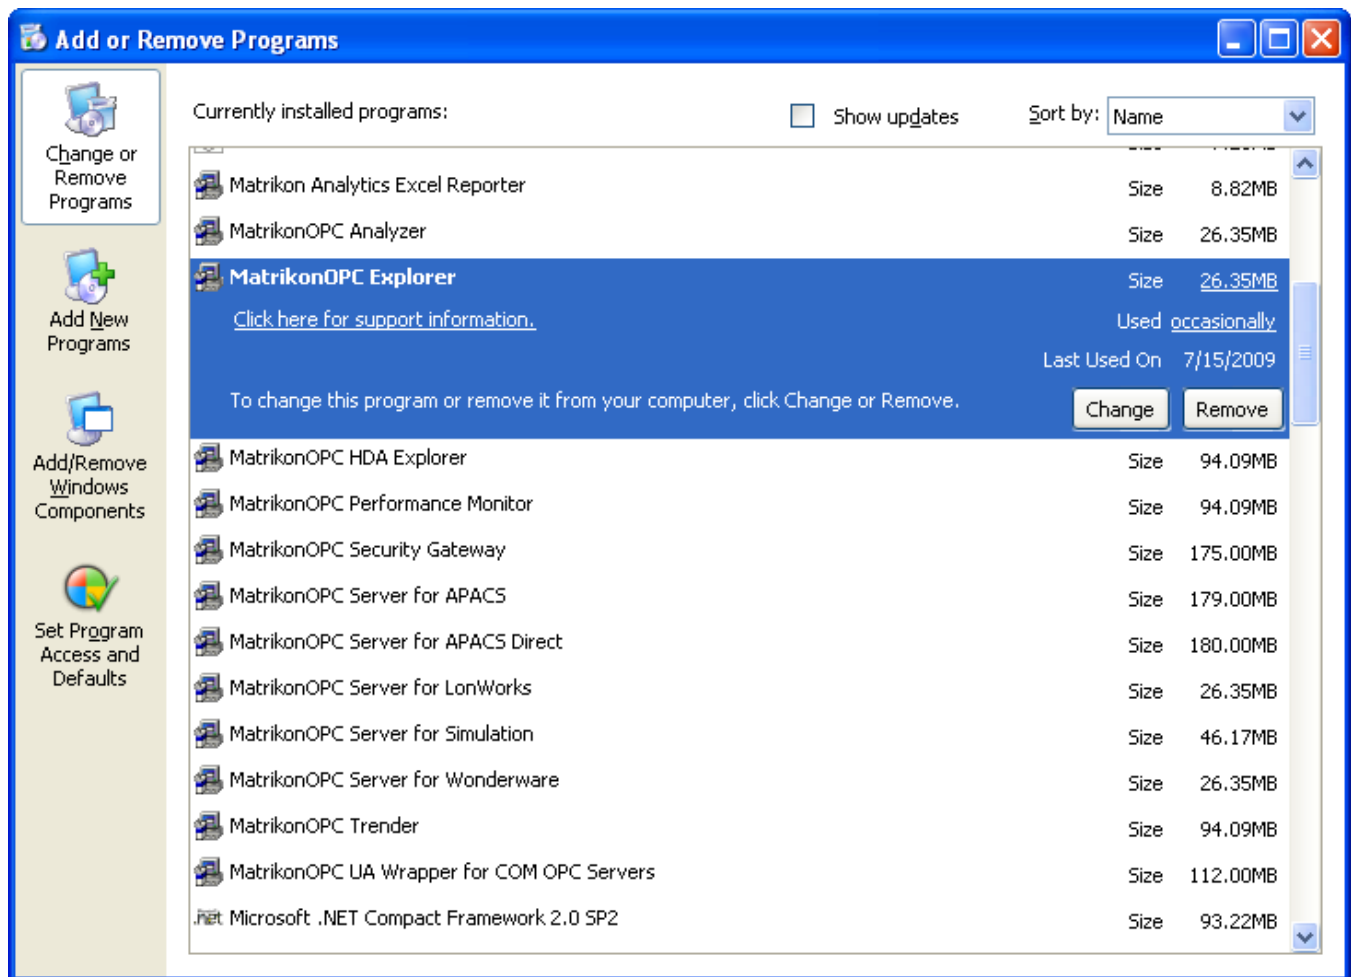 Add or Remove Programs
Change or
Remove
Programs
Add New
Programs
Add/Remove
Windows
Components
Set Program
Access and
Defaults
Currently installed programs: Show updates Sort by: Name
Matrikon Analytics Excel Reporter Size 8.82MB
MatrikonOPC Analyzer Size 26.35MB
MatrikonOPC Explorer Size 26.35MB
Click here for support information. Used occasionally
Last Used On 7/15/2009
To change this program or remove it from your computer, click Change or Remove. Change Remove
MatrikonOPC HDA Explorer Size 94.09MB
MatrikonOPC Performance Monitor Size 94.09MB
MatrikonOPC Security Gateway Size 175.00MB
MatrikonOPC Server for APACS Size 179.00MB
MatrikonOPC Server for APACS Direct Size 180.00MB
MatrikonOPC Server for LonWorks Size 26.35MB
MatrikonOPC Server for Simulation Size 46.17MB
MatrikonOPC Server for Wonderware Size 26.35MB
MatrikonOPC Trender Size 94.09MB
MatrikonOPC UA Wrapper for COM OPC Servers Size 112.00MB
.net Microsoft .NET Compact Framework 2.0 SP2 Size 93.22MB